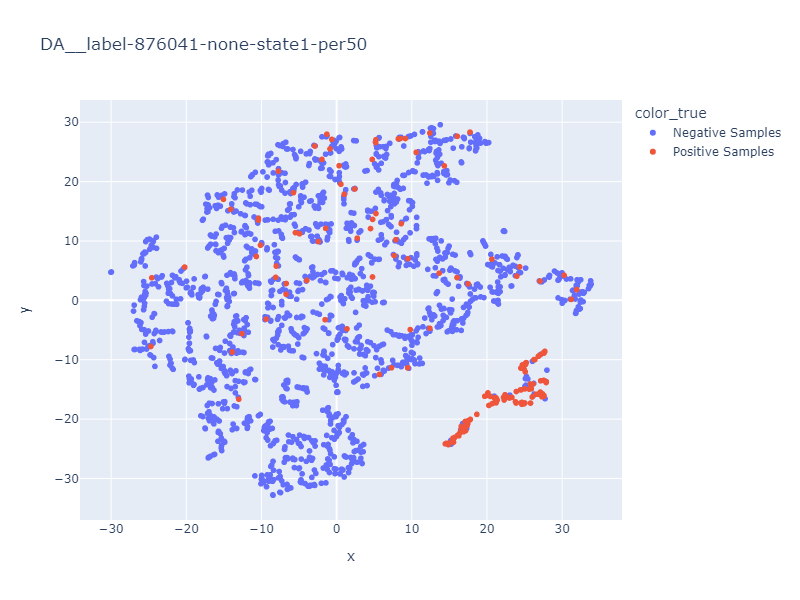 DA__label-876041-none-state1-per50
color_true
Negative Samples
Positive Samples
30
20
10
0
−10
−20
−30
y
−30
−20
−10
0
10
20
30
x